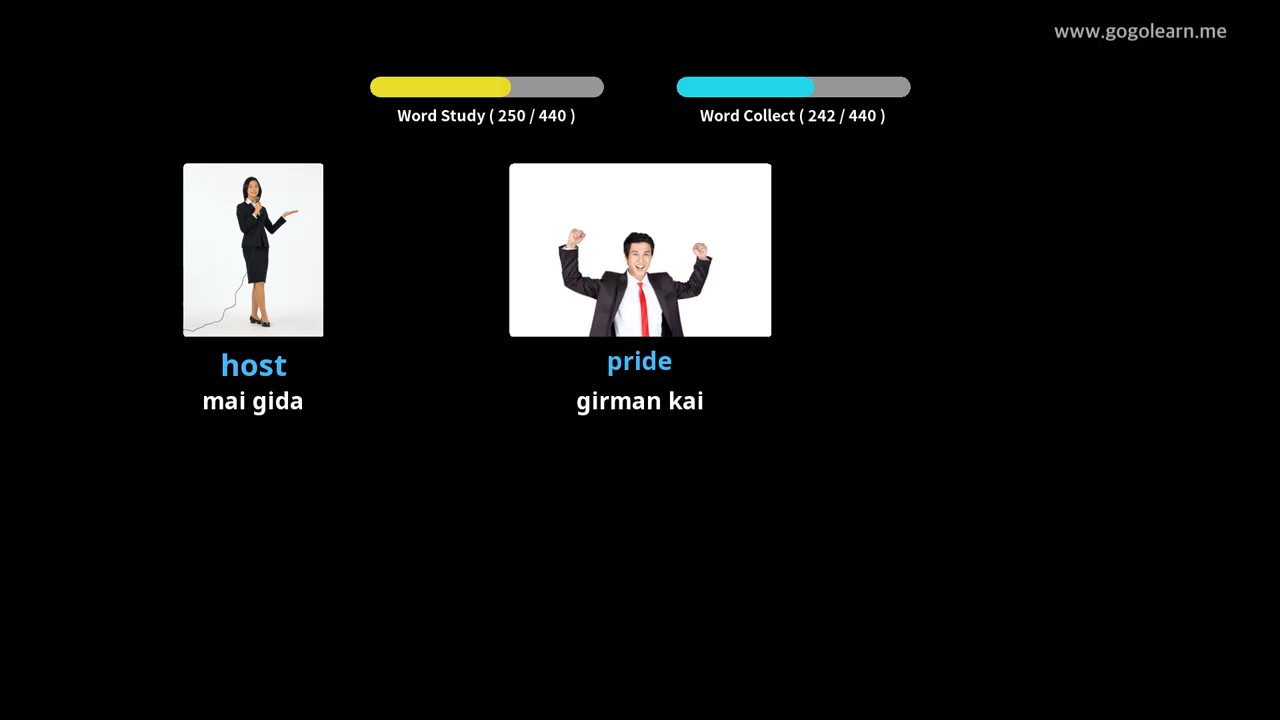 www.gogolearn.me
Word Study ( 250 / 440 )
Word Collect ( 242 / 440 )
host
mai gida
pride
girman kai